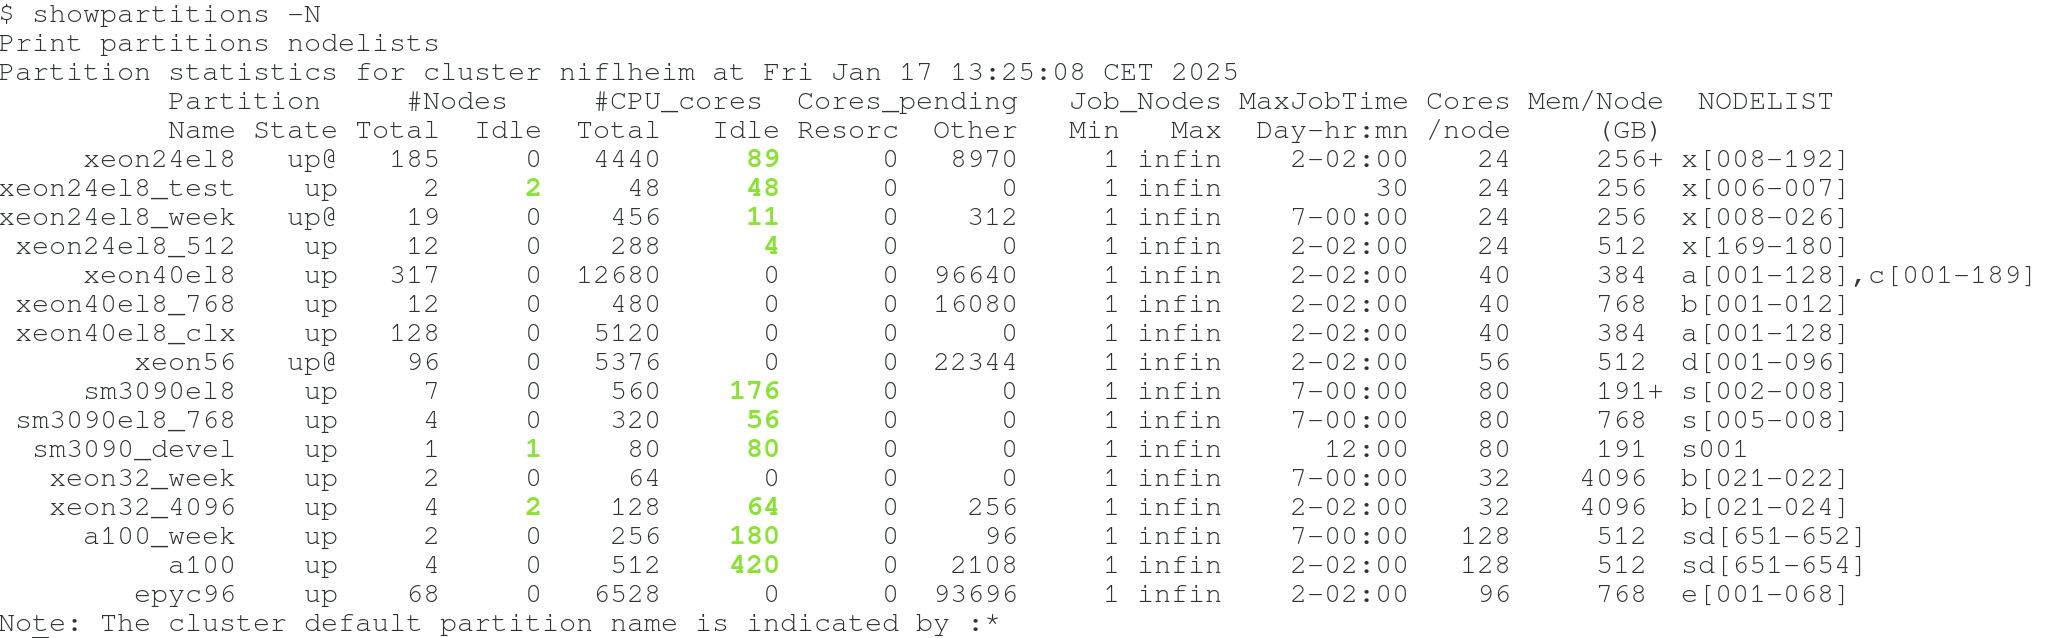 $ showpartitions -N
Print partitions nodelists
Partition statistics for cluster niflheim at Fri Jan 17 13:25:08 CET 2025
Partition #Nodes #CPU_cores Cores_pending Job_Nodes MaxJobTime Cores Mem/Node NODELIST
Name State Total Idle Total Idle Resorc Other Min Max Day-hr:mn /node (GB)
xeon24el8 up@ 185 0 4440 89 0 8970 1 infin 2-02:00 24 256+ x[008-192]
xeon24el8_test up 2 2 48 48 0 0 1 infin 30 24 256 x[006-007]
xeon24el8_week up@ 19 0 456 11 0 312 1 infin 7-00:00 24 256 x[008-026]
xeon24el8_512 up 12 0 288 4 0 0 1 infin 2-02:00 24 512 x[169-180]
xeon40el8 up 317 0 12680 0 0 96640 1 infin 2-02:00 40 384 a[001-128],c[001-189]
xeon40el8_768 up 12 0 480 0 0 16080 1 infin 2-02:00 40 768 b[001-012]
xeon40el8_clx up 128 0 5120 0 0 0 1 infin 2-02:00 40 384 a[001-128]
xeon56 up@ 96 0 5376 0 0 22344 1 infin 2-02:00 56 512 d[001-096]
sm3090el8 up 7 0 560 176 0 0 1 infin 7-00:00 80 191+ s[002-008]
sm3090el8_768 up 4 0 320 56 0 0 1 infin 7-00:00 80 768 s[005-008]
sm3090_devel up 1 1 80 80 0 0 1 infin 12:00 80 191 s001
xeon32_week up 2 0 64 0 0 0 1 infin 7-00:00 32 4096 b[021-022]
xeon32_4096 up 4 2 128 64 0 256 1 infin 2-02:00 32 4096 b[021-024]
a100_week up 2 0 256 180 0 96 1 infin 7-00:00 128 512 sd[651-652]
a100 up 4 0 512 420 0 2108 1 infin 2-02:00 128 512 sd[651-654]
epyc96 up 68 0 6528 0 0 93696 1 infin 2-02:00 96 768 e[001-068]
Note: The cluster default partition name is indicated by :*